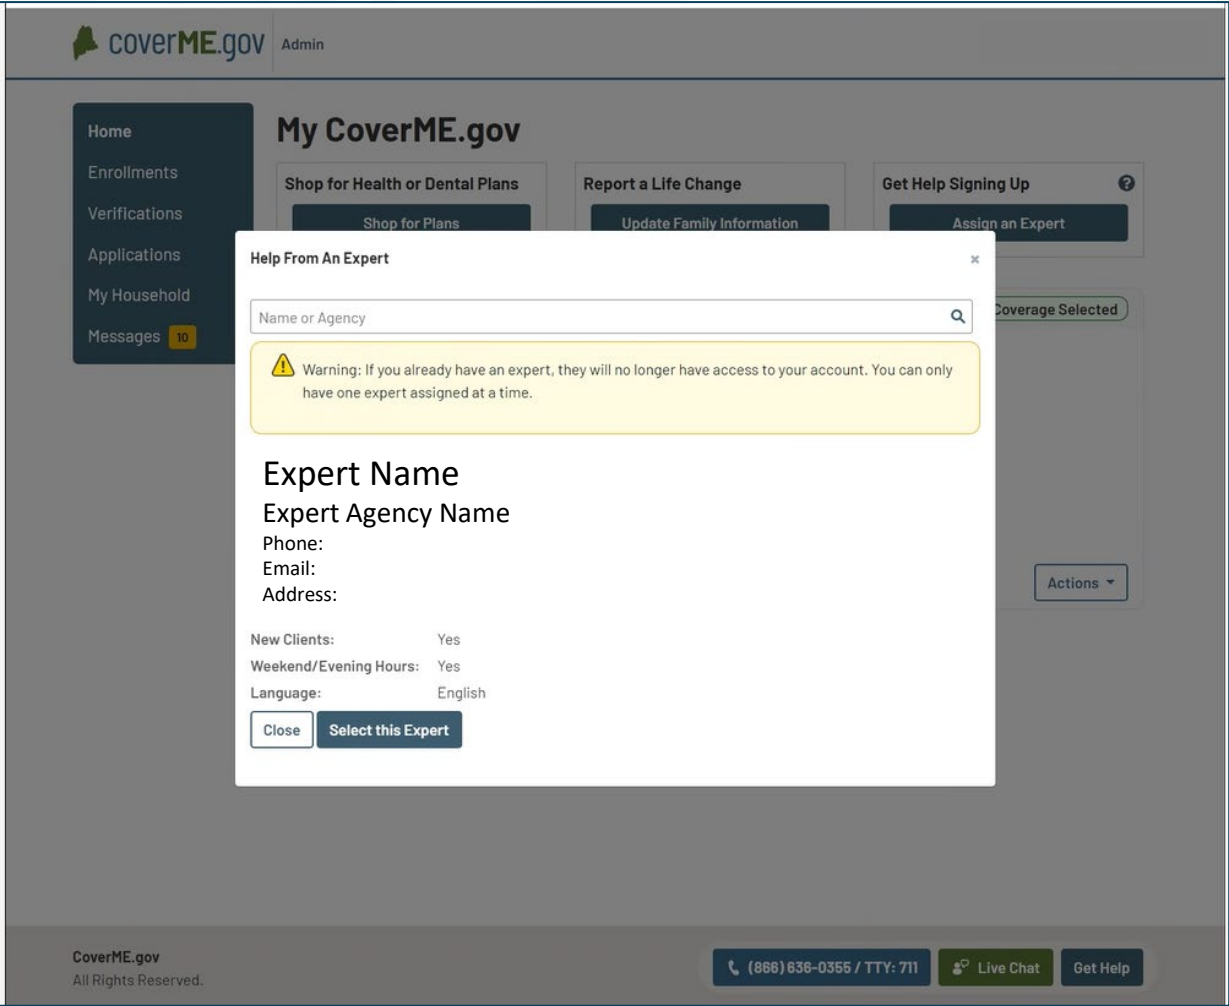 coverME.gov Admin
Home
Enrollments
Verifications
Applications
My Household
Messages 10
My CoverME.gov
Shop for Health or Dental Plans
Shop for Plans
Report a Life Change
Update Family Information
Get Help Signing Up
Assign an Expert
Coverage Selected
Actions
Help From An Expert
Name or Agency
Warning: If you already have an expert, they will no longer have access to your account. You can only
have one expert assigned at a time.
Expert Name
Expert Agency Name
Phone:
Email:
Address:
New Clients: Yes
Weekend/Evening Hours: Yes
Language: English
Close Select this Expert
CoverME.gov
All Rights Reserved.
(866) 636-0355 / TTY: 711 Live Chat Get Help